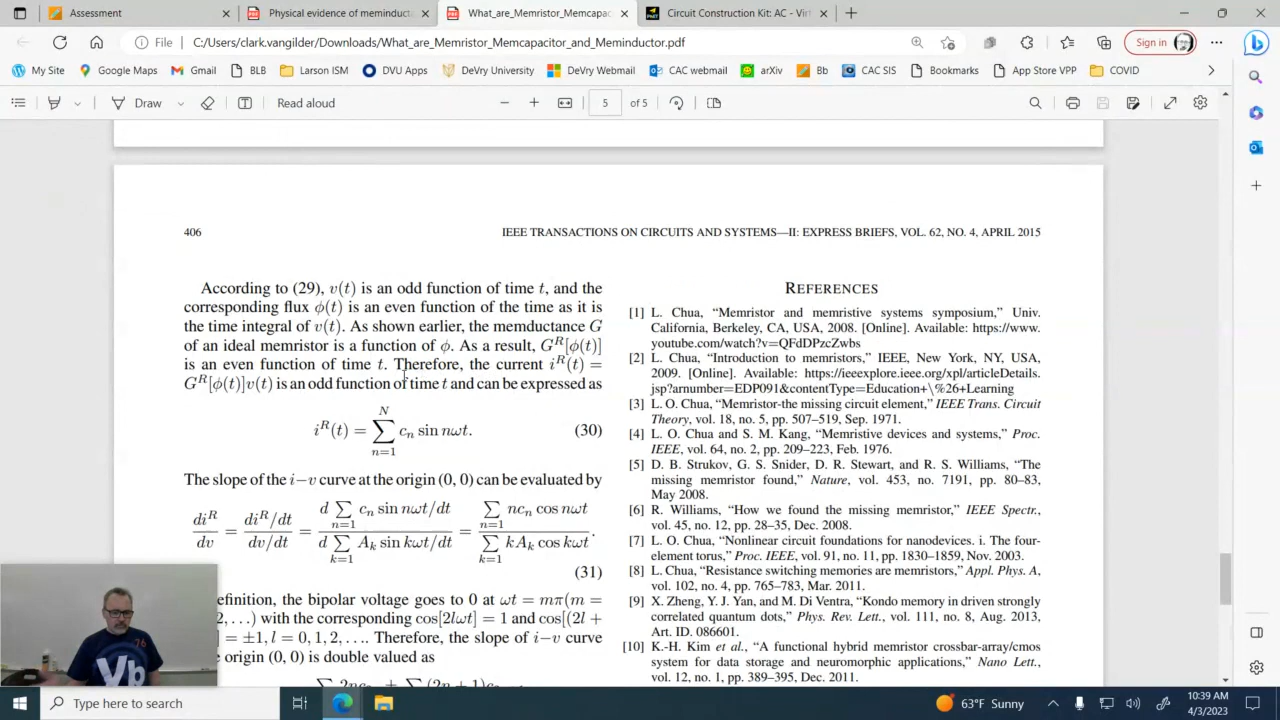 Assessment
Physical evidence of meminducta
What_are_Memristor_Memcapac
Circuit Construction Kit: AC - Virt
File
C:/Users/clark.vangilder/Downloads/What_are_Memristor_Memcapacitor_and_Meminductor.pdf
Sign in
My Site
Google Maps
Gmail
BLB
Larson ISM
DVU Apps
DeVry University
DeVry Webmail
CAC webmail
arXiv
Bb
CAC SIS
Bookmarks
App Store VPP
COVID
Draw
Read aloud
5 of 5
406
IEEE TRANSACTIONS ON CIRCUITS AND SYSTEMS—II: EXPRESS BRIEFS, VOL. 62, NO. 4, APRIL 2015
According to (29), v(t) is an odd function of time t, and the
corresponding flux ϕ(t) is an even function of the time as it is
the time integral of v(t). As shown earlier, the memductance G
of an ideal memristor is a function of ϕ. As a result, G^R[ϕ(t)]
is an even function of time t. Therefore, the current i^R(t) =
G^R[ϕ(t)]v(t) is an odd function of time t and can be expressed as
i^R(t) = ∑_{n=1}^{N} c_n sin nωt. (30)
The slope of the i–v curve at the origin (0, 0) can be evaluated by
di^R/dv = (di^R/dt)/(dv/dt) = (d ∑_{n=1} c_n sin nωt/dt)/(d ∑_{k=1} A_k sin kωt/dt) = (∑_{n=1} nc_n cos nωt)/(∑_{k=1} kA_k cos kωt).
(31)
efinition, the bipolar voltage goes to 0 at ωt = mπ(m =
2, . . .) with the corresponding cos[2lωt] = 1 and cos[(2l +
] = ±1, l = 0, 1, 2, . . .. Therefore, the slope of i–v curve
e origin (0, 0) is double valued as
REFERENCES
[1] L. Chua, “Memristor and memristive systems symposium,” Univ.
California, Berkeley, CA, USA, 2008. [Online]. Available: https://www.
youtube.com/watch?v=QFdDPzcZwbs
[2] L. Chua, “Introduction to memristors,” IEEE, New York, NY, USA,
2009. [Online]. Available: https://ieeexplore.ieee.org/xpl/articleDetails.
jsp?arnumber=EDP091&contentType=Education+\%26+Learning
[3] L. O. Chua, “Memristor-the missing circuit element,” IEEE Trans. Circuit
Theory, vol. 18, no. 5, pp. 507–519, Sep. 1971.
[4] L. O. Chua and S. M. Kang, “Memristive devices and systems,” Proc.
IEEE, vol. 64, no. 2, pp. 209–223, Feb. 1976.
[5] D. B. Strukov, G. S. Snider, D. R. Stewart, and R. S. Williams, “The
missing memristor found,” Nature, vol. 453, no. 7191, pp. 80–83,
May 2008.
[6] R. Williams, “How we found the missing memristor,” IEEE Spectr.,
vol. 45, no. 12, pp. 28–35, Dec. 2008.
[7] L. O. Chua, “Nonlinear circuit foundations for nanodevices. i. The four-
element torus,” Proc. IEEE, vol. 91, no. 11, pp. 1830–1859, Nov. 2003.
[8] L. Chua, “Resistance switching memories are memristors,” Appl. Phys. A,
vol. 102, no. 4, pp. 765–783, Mar. 2011.
[9] X. Zheng, Y. J. Yan, and M. Di Ventra, “Kondo memory in driven strongly
correlated quantum dots,” Phys. Rev. Lett., vol. 111, no. 8, Aug. 2013,
Art. ID. 086601.
[10] K.-H. Kim et al., “A functional hybrid memristor crossbar-array/cmos
system for data storage and neuromorphic applications,” Nano Lett.,
vol. 12, no. 1, pp. 389–395, Dec. 2011.
Vb
Type here to search
63°F Sunny
10:39 AM
4/3/2023